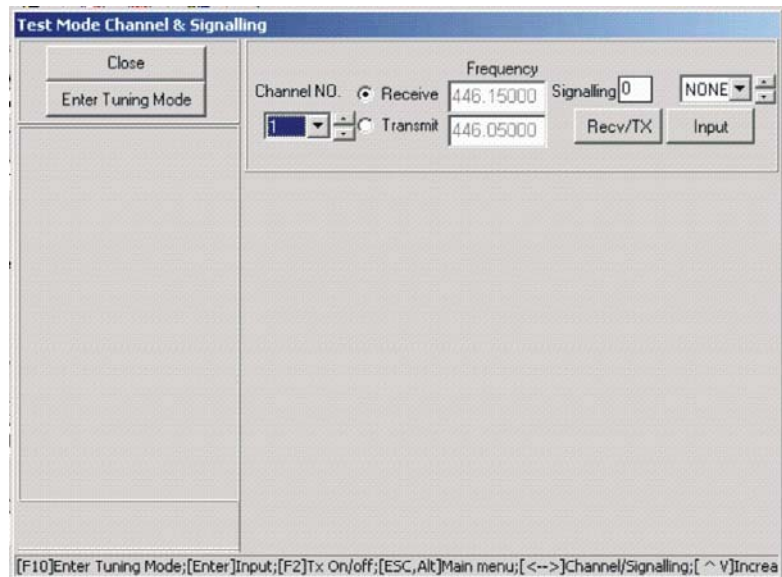 Test Mode Channel & Signalling
Close
Enter Tuning Mode
Frequency
Channel NO. Receive 446.15000 Signalling 0 NONE
1 Transmit 446.05000 Recv/TX Input
[F10]Enter Tuning Mode;[Enter]Input;[F2]Tx On/off;[ESC,Alt]Main menu;[<-->]Channel/Signalling;[ ^ V]Increa